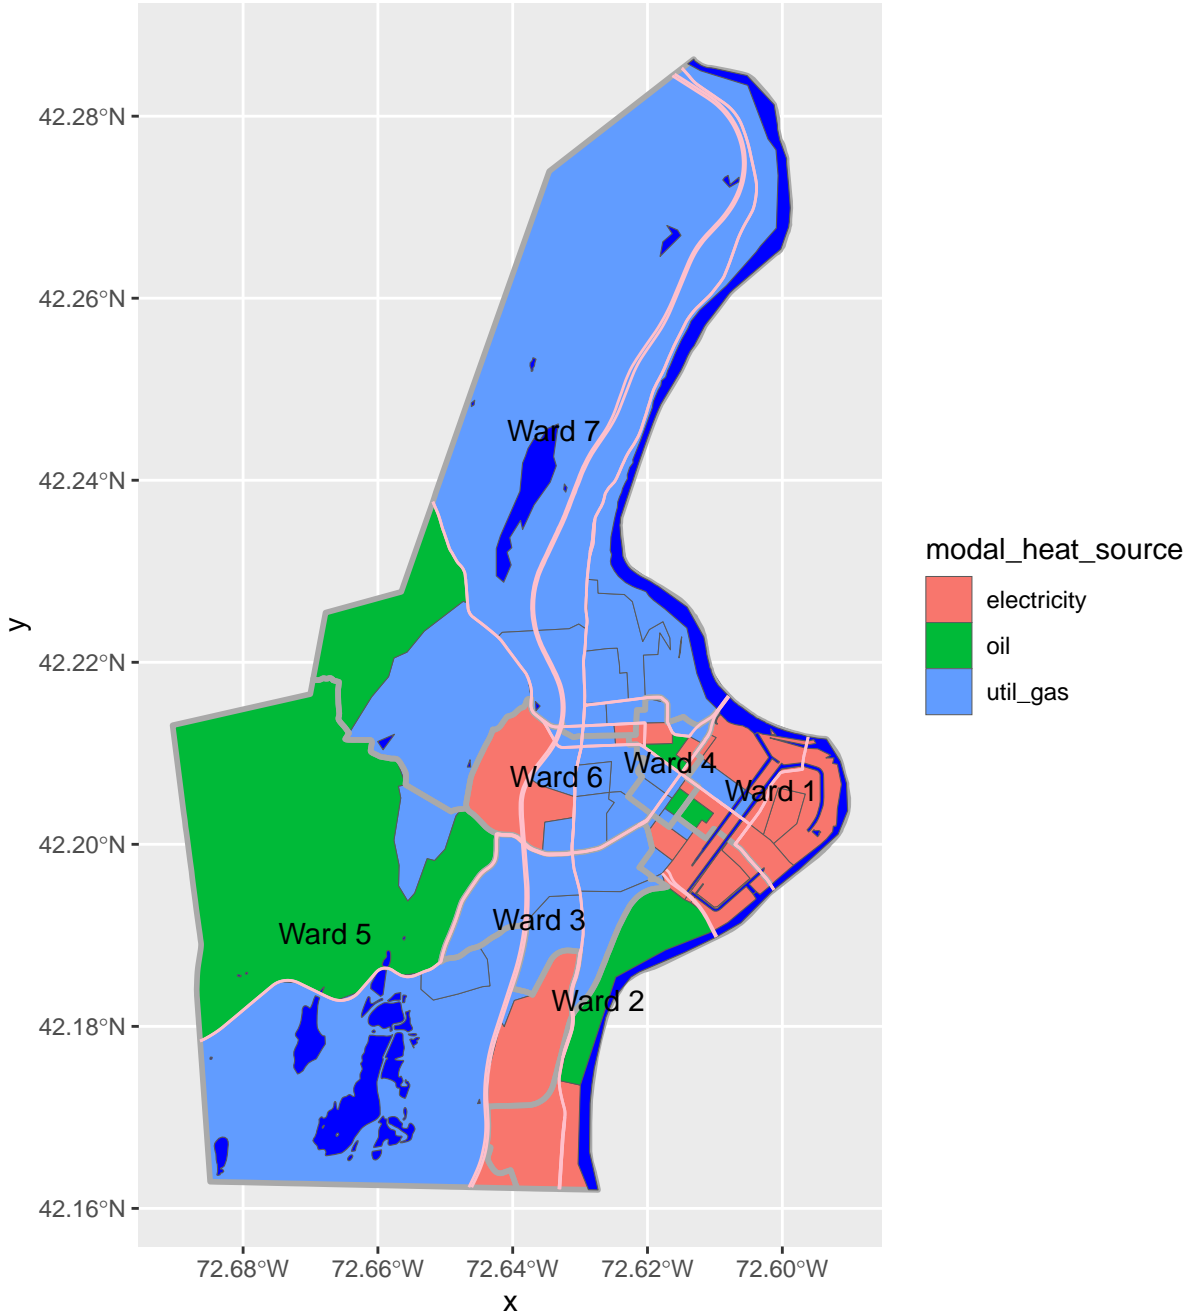 42.28°N
42.26°N
42.24°N
42.22°N
42.20°N
42.18°N
42.16°N
y
Ward 7
Ward 6
Ward 4
Ward 1
Ward 3
Ward 5
Ward 2
72.68°W
72.66°W
72.64°W
72.62°W
72.60°W
x
modal_heat_source
electricity
oil
util_gas